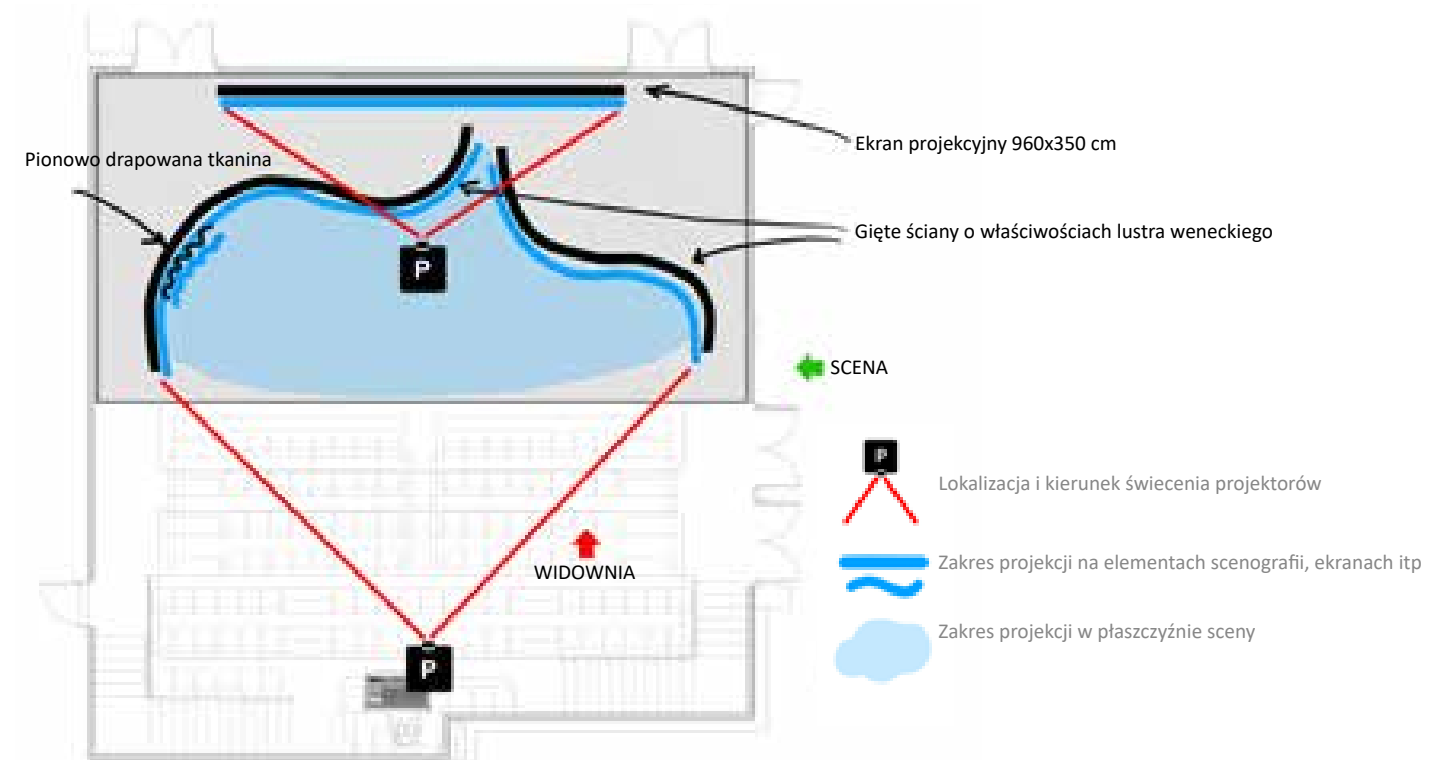 Ekran projekcyjny 960x350 cm
Pionowo drapowana tkanina
Gięte ściany o właściwościach lustra weneckiego
P
SCENA
P
Lokalizacja i kierunek świecenia projektorów
WIDOWNIA
Zakres projekcji na elementach scenografii, ekranach itp
Zakres projekcji w płaszczyźnie sceny
P